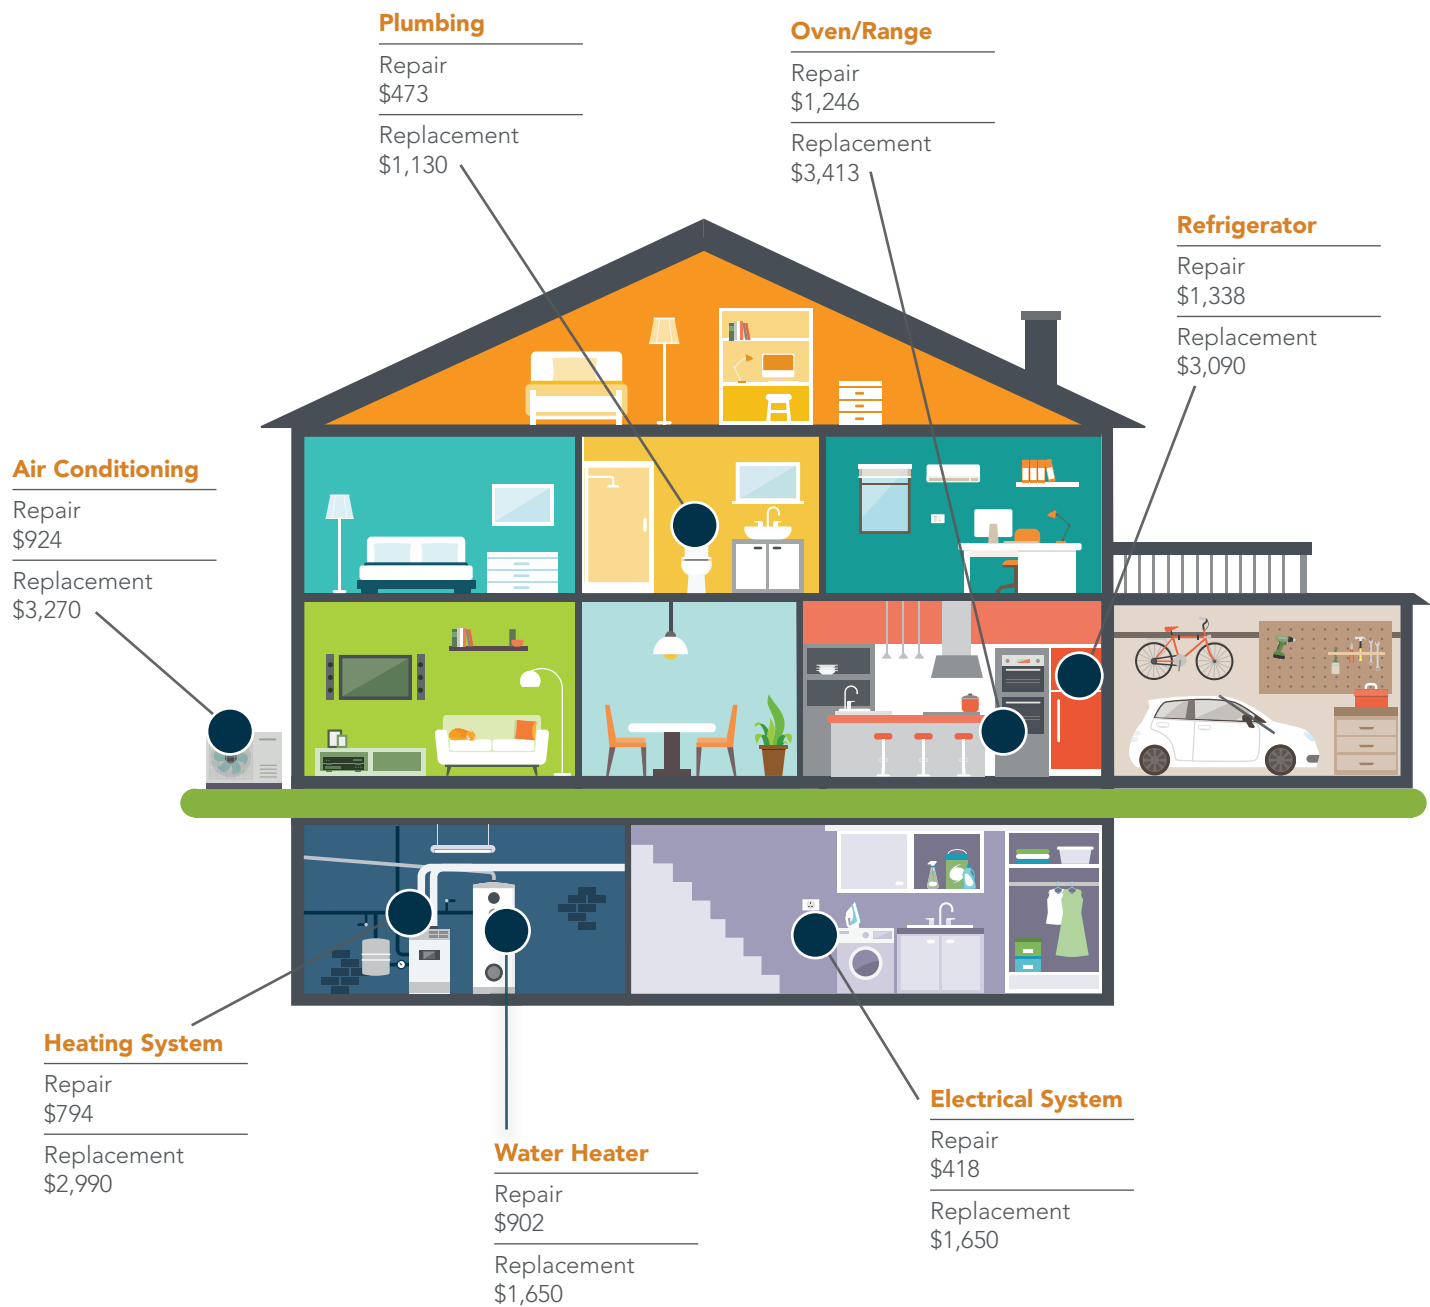 Plumbing
Repair
$473
Replacement
$1,130
Oven/Range
Repair
$1,246
Replacement
$3,413
Refrigerator
Repair
$1,338
Replacement
$3,090
Air Conditioning
Repair
$924
Replacement
$3,270
Heating System
Repair
$794
Replacement
$2,990
Water Heater
Repair
$902
Replacement
$1,650
Electrical System
Repair
$418
Replacement
$1,650